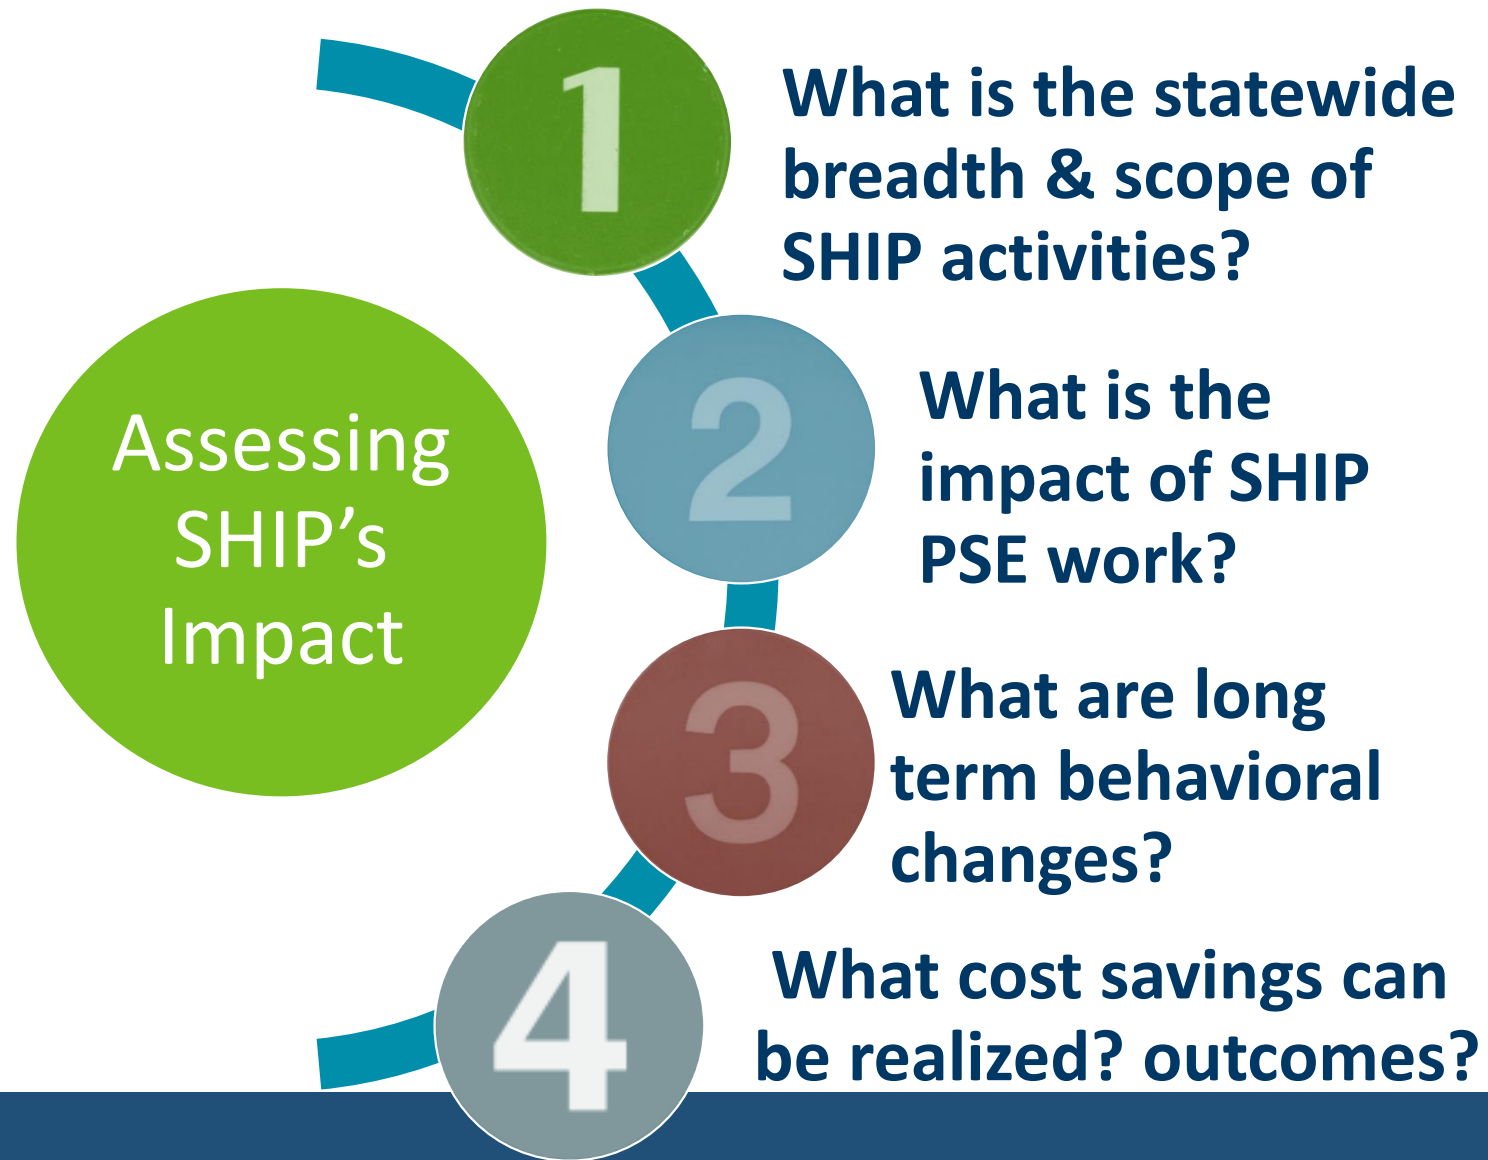 Assessing
SHIP’s
Impact
1
What is the statewide
breadth & scope of
SHIP activities?
2
What is the
impact of SHIP
PSE work?
3
What are long
term behavioral
changes?
4
What cost savings can
be realized? outcomes?